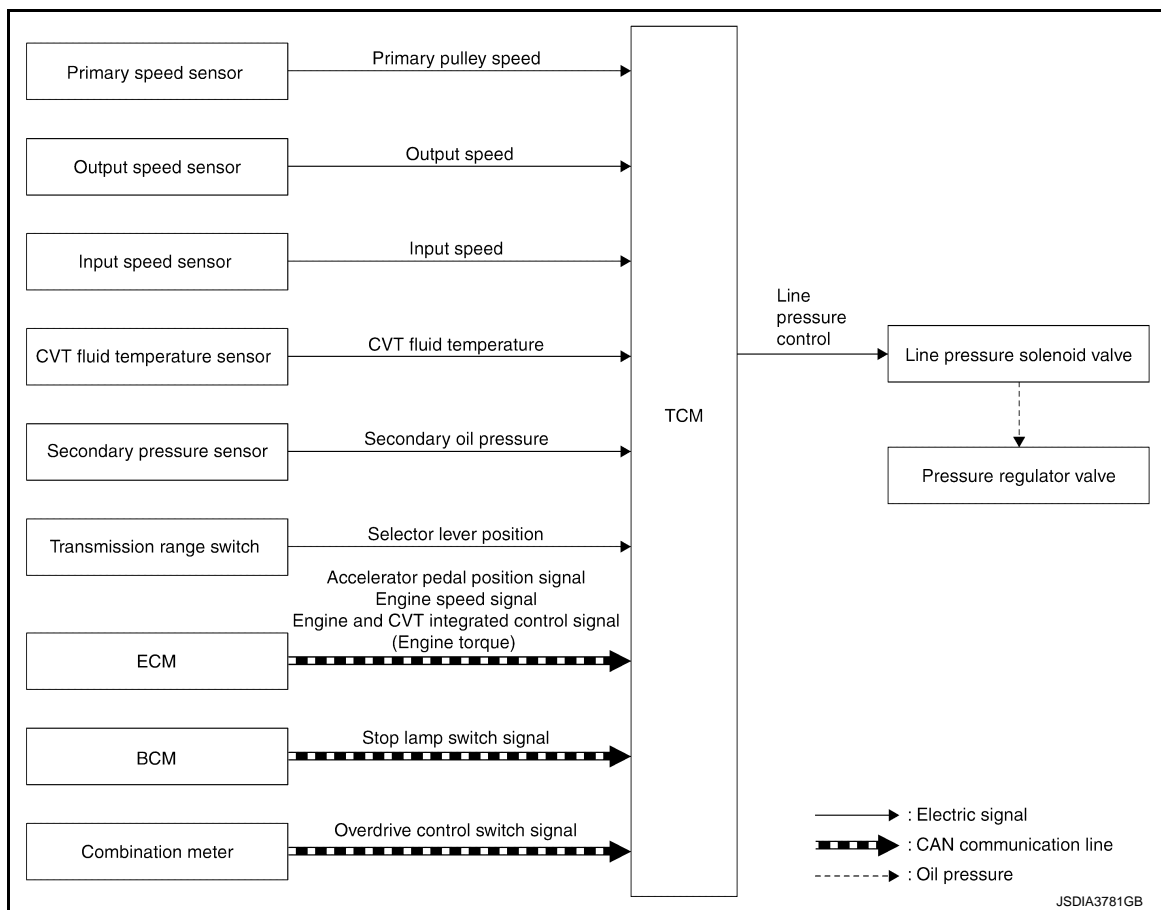 Primary speed sensor
Primary pulley speed
Output speed sensor
Output speed
Input speed sensor
Input speed
CVT fluid temperature sensor
CVT fluid temperature
Secondary pressure sensor
Secondary oil pressure
Transmission range switch
Selector lever position
ECM
Accelerator pedal position signal
Engine speed signal
Engine and CVT integrated control signal
(Engine torque)
BCM
Stop lamp switch signal
Combination meter
Overdrive control switch signal
TCM
Line
pressure
control
Line pressure solenoid valve
Pressure regulator valve
: Electric signal
: CAN communication line
: Oil pressure
JSDIA3781GB